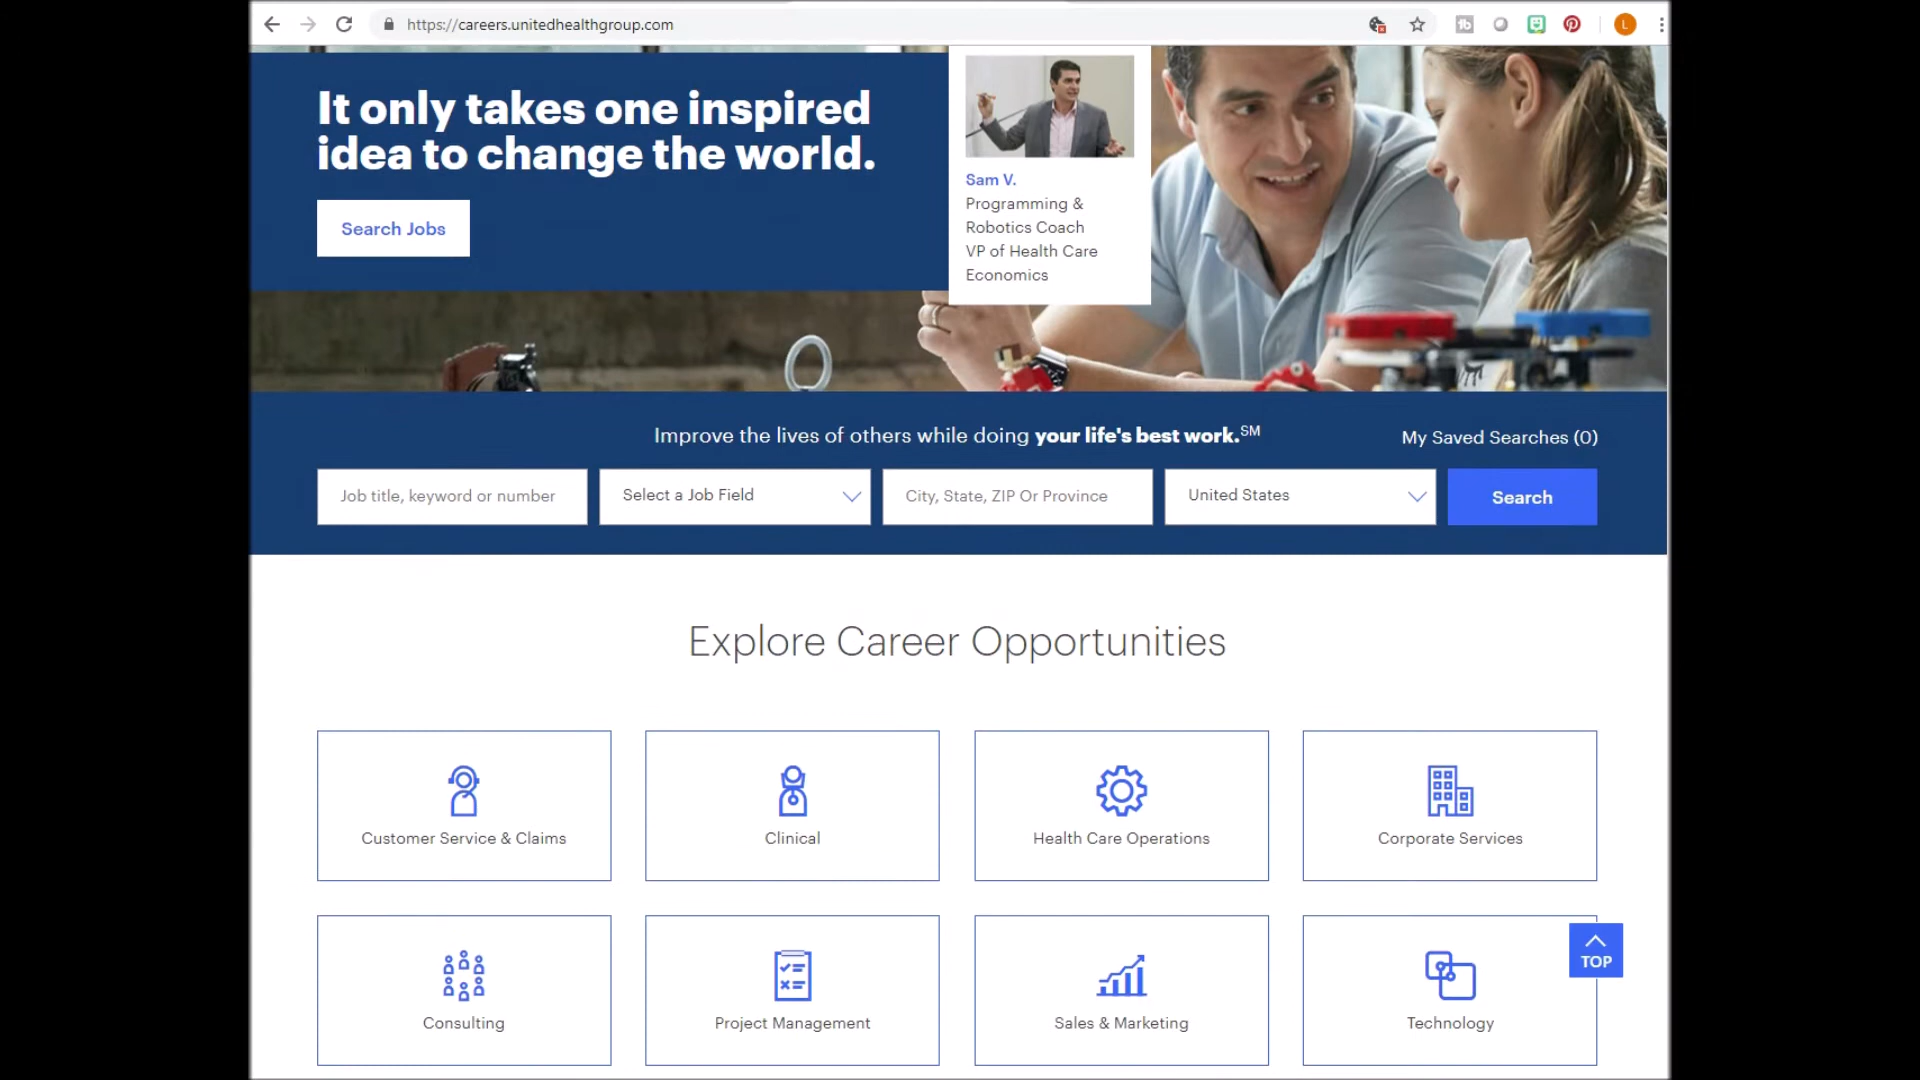 https://careers.unitedhealthgroup.com
L
It only takes one inspired
idea to change the world.
Search Jobs
Sam V.
Programming &
Robotics Coach
VP of Health Care
Economics
Improve the lives of others while doing your life's best work.SM
My Saved Searches (0)
Job title, keyword or number
Select a Job Field
City, State, ZIP Or Province
United States
Search
Explore Career Opportunities
Customer Service & Claims
Clinical
Health Care Operations
Corporate Services
Consulting
Project Management
Sales & Marketing
Technology
TOP